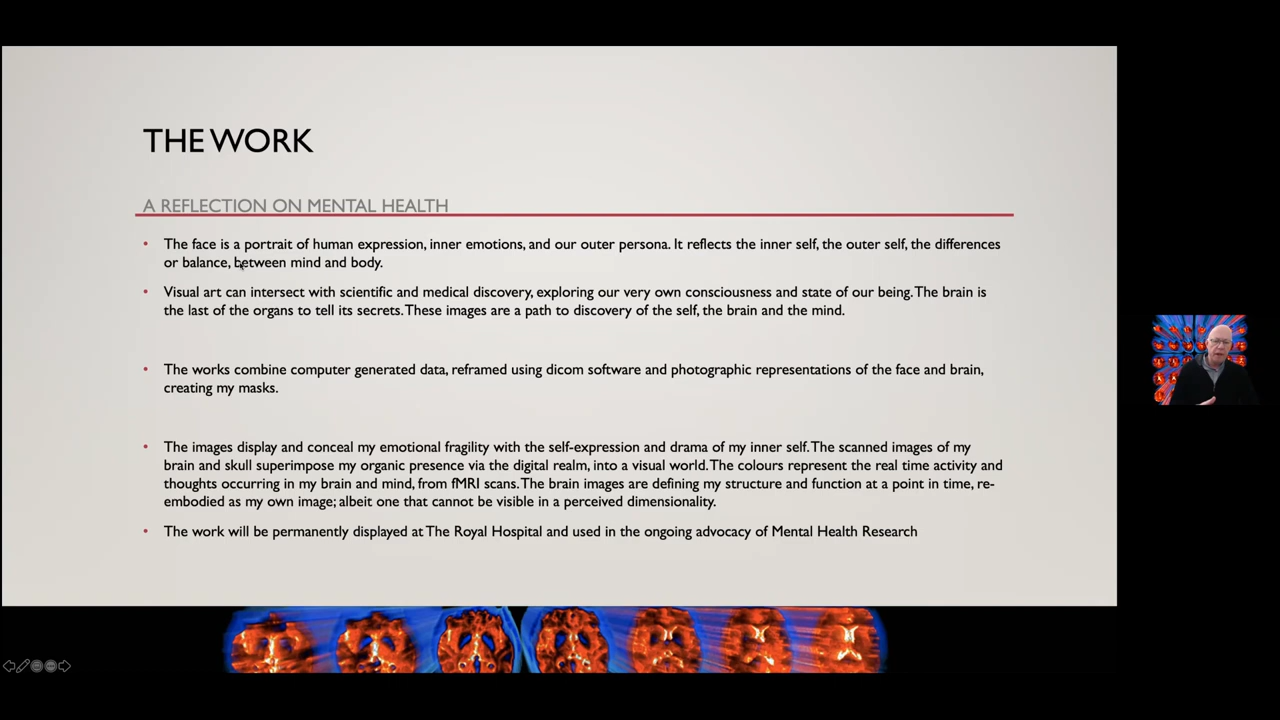 THE WORK
A REFLECTION ON MENTAL HEALTH
• The face is a portrait of human expression, inner emotions, and our outer persona. It reflects the inner self, the outer self, the differences
or balance, between mind and body.
• Visual art can intersect with scientific and medical discovery, exploring our very own consciousness and state of our being. The brain is
the last of the organs to tell its secrets. These images are a path to discovery of the self, the brain and the mind.
• The works combine computer generated data, reframed using dicom software and photographic representations of the face and brain,
creating my masks.
• The images display and conceal my emotional fragility with the self-expression and drama of my inner self. The scanned images of my
brain and skull superimpose my organic presence via the digital realm, into a visual world. The colours represent the real time activity and
thoughts occurring in my brain and mind, from fMRI scans. The brain images are defining my structure and function at a point in time, re-
embodied as my own image; albeit one that cannot be visible in a perceived dimensionality.
• The work will be permanently displayed at The Royal Hospital and used in the ongoing advocacy of Mental Health Research